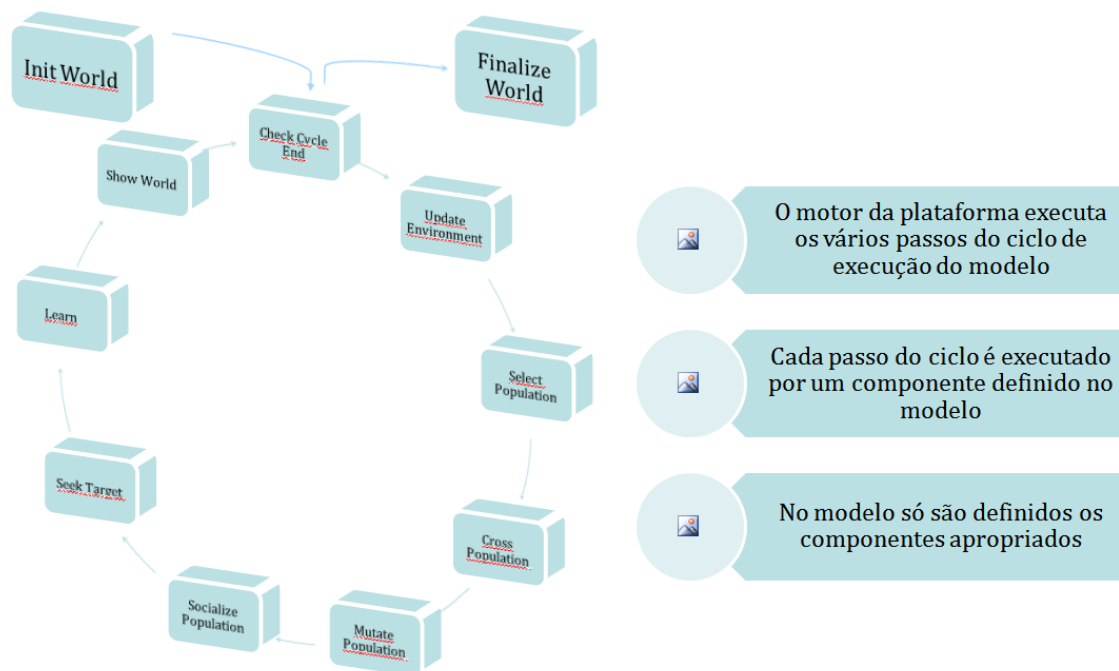 Init World
Finalize
World
Check Cycle
End
Update
Environment
Select
Population
Cross
Population
Mutate
Population
Socialize
Population
Seek Target
Learn
Show World
O motor da plataforma executa
os vários passos do ciclo de
execução do modelo
Cada passo do ciclo é executado
por um componente definido no
modelo
No modelo só são definidos os
componentes apropriados